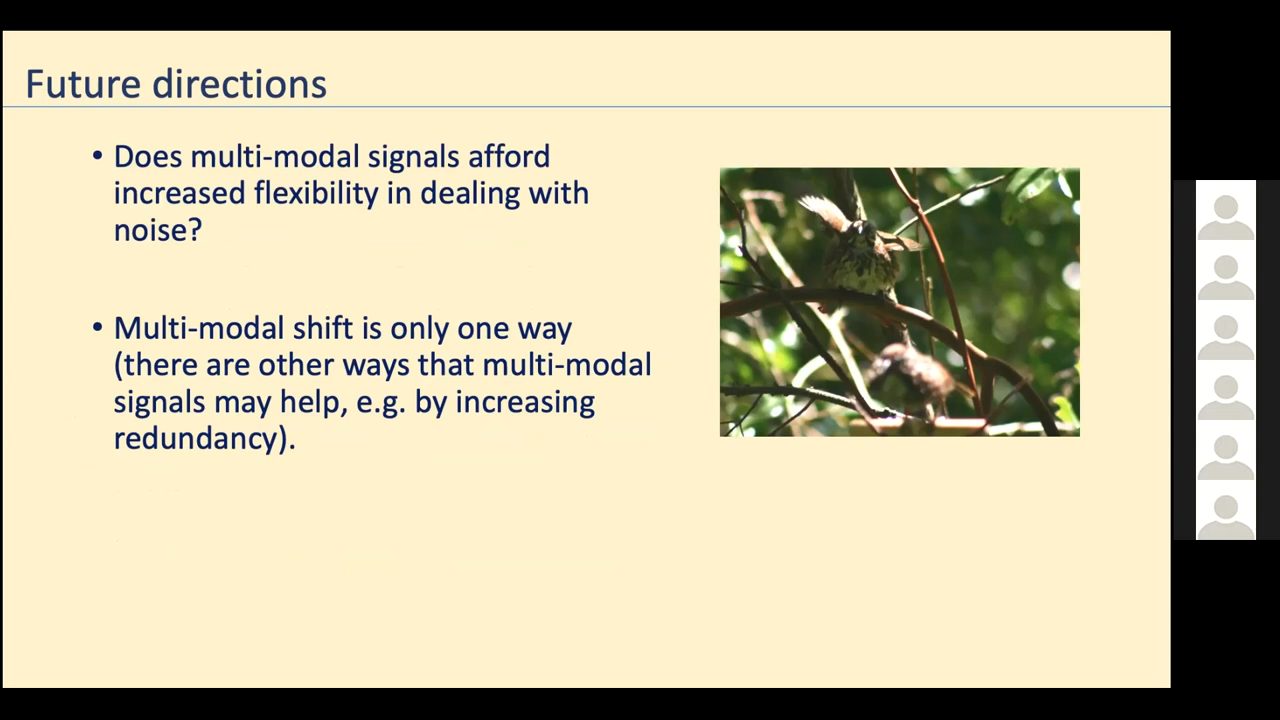 Future directions
• Does multi-modal signals afford
increased flexibility in dealing with
noise?
• Multi-modal shift is only one way
(there are other ways that multi-modal
signals may help, e.g. by increasing
redundancy).